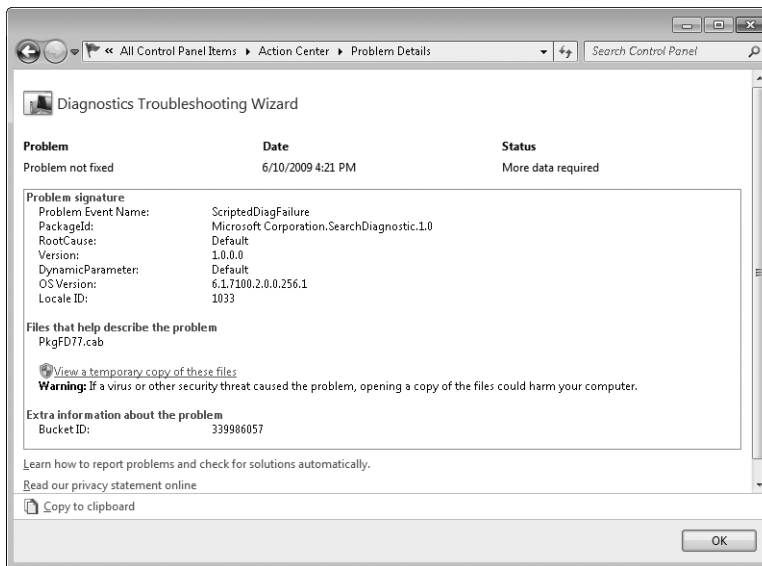 « All Control Panel Items ▸ Action Center ▸ Problem Details
Search Control Panel
Diagnostics Troubleshooting Wizard
Problem Date Status
Problem not fixed 6/10/2009 4:21 PM More data required
Problem signature
Problem Event Name: ScriptedDiagFailure
PackageId: Microsoft Corporation.SearchDiagnostic.1.0
RootCause: Default
Version: 1.0.0.0
DynamicParameter: Default
OS Version: 6.1.7100.2.0.0.256.1
Locale ID: 1033
Files that help describe the problem
PkgFD77.cab
View a temporary copy of these files
Warning: If a virus or other security threat caused the problem, opening a copy of the files could harm your computer.
Extra information about the problem
Bucket ID: 339986057
Learn how to report problems and check for solutions automatically.
Read our privacy statement online
Copy to clipboard
OK